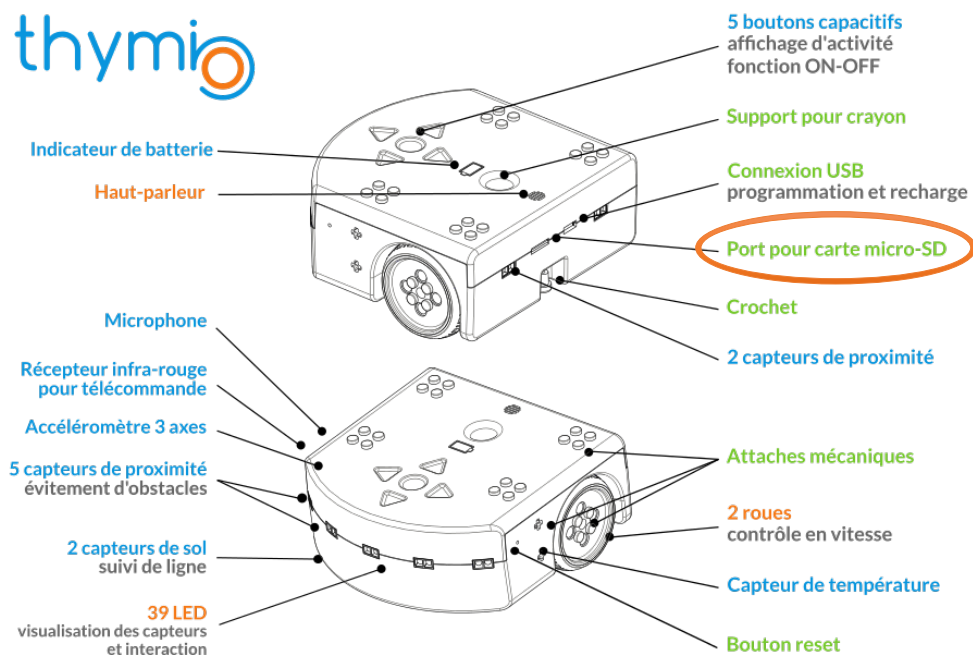 thymio
5 boutons capacitifs
affichage d'activité
fonction ON-OFF
Support pour crayon
Indicateur de batterie
Connexion USB
programmation et recharge
Haut-parleur
Port pour carte micro-SD
Crochet
Microphone
2 capteurs de proximité
Récepteur infra-rouge
pour télécommande
Accéléromètre 3 axes
5 capteurs de proximité
évitement d'obstacles
Attaches mécaniques
2 roues
contrôle en vitesse
2 capteurs de sol
suivi de ligne
Capteur de température
39 LED
visualisation des capteurs
et interaction
Bouton reset